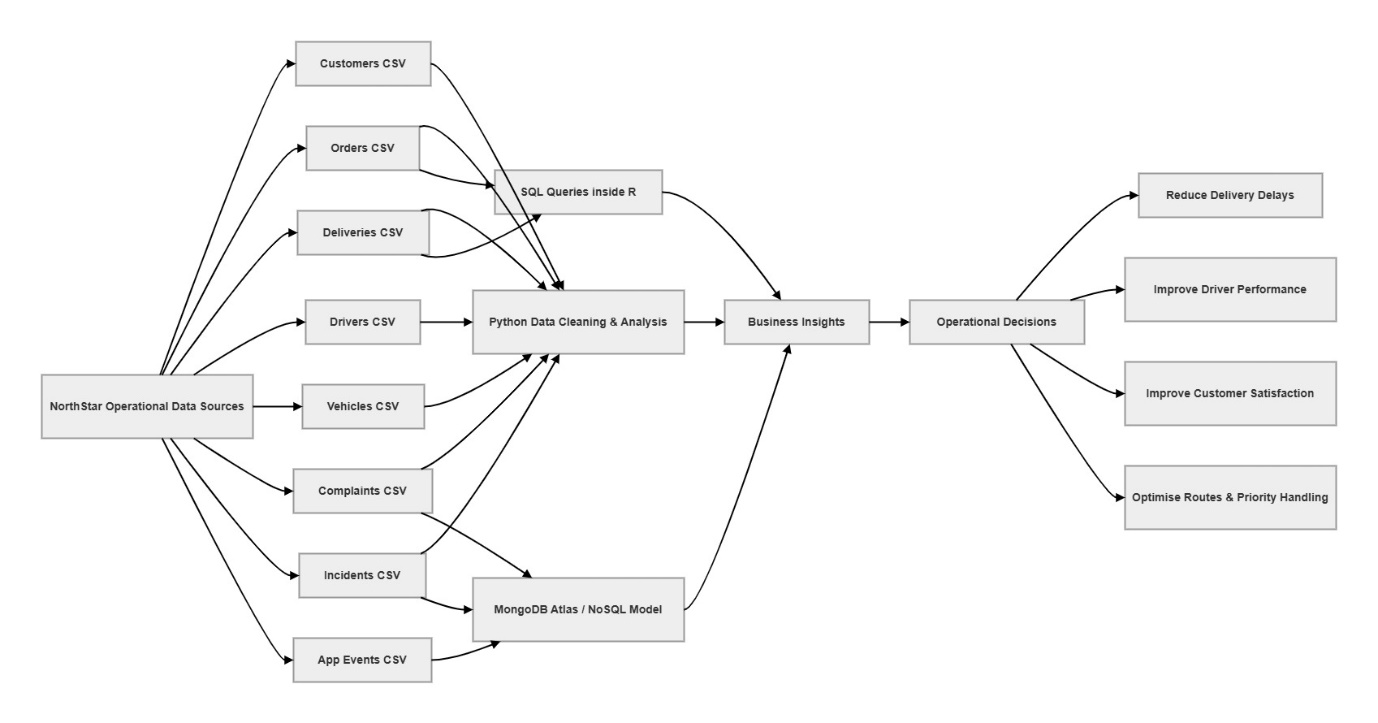 NorthStar Operational Data Sources
Customers CSV
Orders CSV
Deliveries CSV
Drivers CSV
Vehicles CSV
Complaints CSV
Incidents CSV
App Events CSV
SQL Queries inside R
Python Data Cleaning & Analysis
MongoDB Atlas / NoSQL Model
Business Insights
Operational Decisions
Reduce Delivery Delays
Improve Driver Performance
Improve Customer Satisfaction
Optimise Routes & Priority Handling